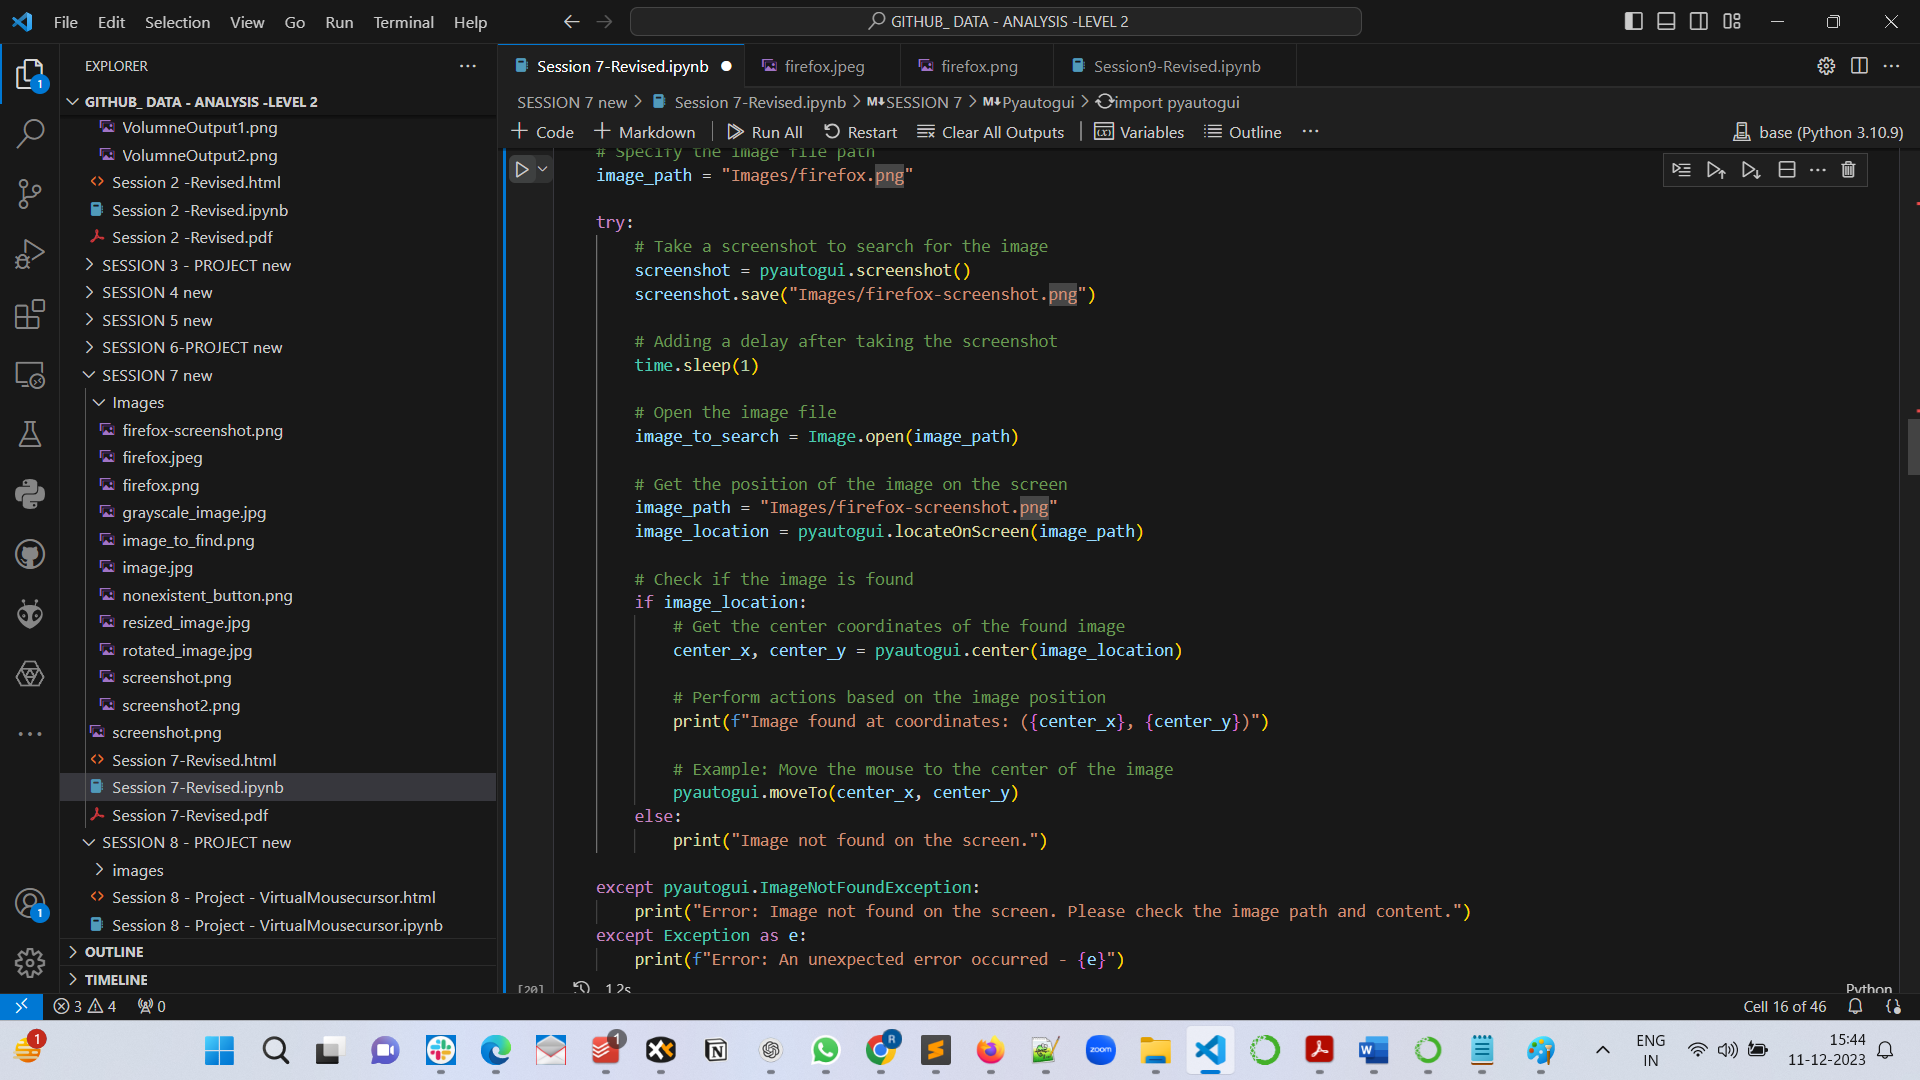 File Edit Selection View Go Run Terminal Help
GITHUB_ DATA - ANALYSIS -LEVEL 2
EXPLORER
GITHUB_ DATA - ANALYSIS -LEVEL 2
VolumneOutput1.png
VolumneOutput2.png
Session 2 -Revised.html
Session 2 -Revised.ipynb
Session 2 -Revised.pdf
SESSION 3 - PROJECT new
SESSION 4 new
SESSION 5 new
SESSION 6-PROJECT new
SESSION 7 new
Images
firefox-screenshot.png
firefox.jpeg
firefox.png
grayscale_image.jpg
image_to_find.png
image.jpg
nonexistent_button.png
resized_image.jpg
rotated_image.jpg
screenshot.png
screenshot2.png
screenshot.png
Session 7-Revised.html
Session 7-Revised.ipynb
Session 7-Revised.pdf
SESSION 8 - PROJECT new
images
Session 8 - Project - VirtualMousecursor.html
Session 8 - Project - VirtualMousecursor.ipynb
OUTLINE
TIMELINE
Session 7-Revised.ipynb firefox.jpeg firefox.png Session9-Revised.ipynb
SESSION 7 new > Session 7-Revised.ipynb > M↓SESSION 7 > M↓Pyautogui > import pyautogui
+ Code + Markdown | Run All Restart Clear All Outputs | Variables Outline ... base (Python 3.10.9)
# Specify the image file path
image_path = "Images/firefox.png"
try:
# Take a screenshot to search for the image
screenshot = pyautogui.screenshot()
screenshot.save("Images/firefox-screenshot.png")
# Adding a delay after taking the screenshot
time.sleep(1)
# Open the image file
image_to_search = Image.open(image_path)
# Get the position of the image on the screen
image_path = "Images/firefox-screenshot.png"
image_location = pyautogui.locateOnScreen(image_path)
# Check if the image is found
if image_location:
# Get the center coordinates of the found image
center_x, center_y = pyautogui.center(image_location)
# Perform actions based on the image position
print(f"Image found at coordinates: ({center_x}, {center_y})")
# Example: Move the mouse to the center of the image
pyautogui.moveTo(center_x, center_y)
else:
print("Image not found on the screen.")
except pyautogui.ImageNotFoundException:
print("Error: Image not found on the screen. Please check the image path and content.")
except Exception as e:
print(f"Error: An unexpected error occurred - {e}")
[20] 1.2s Python
3 4 0 Cell 16 of 46
1 1 R zoom ENG IN 15:44 11-12-2023